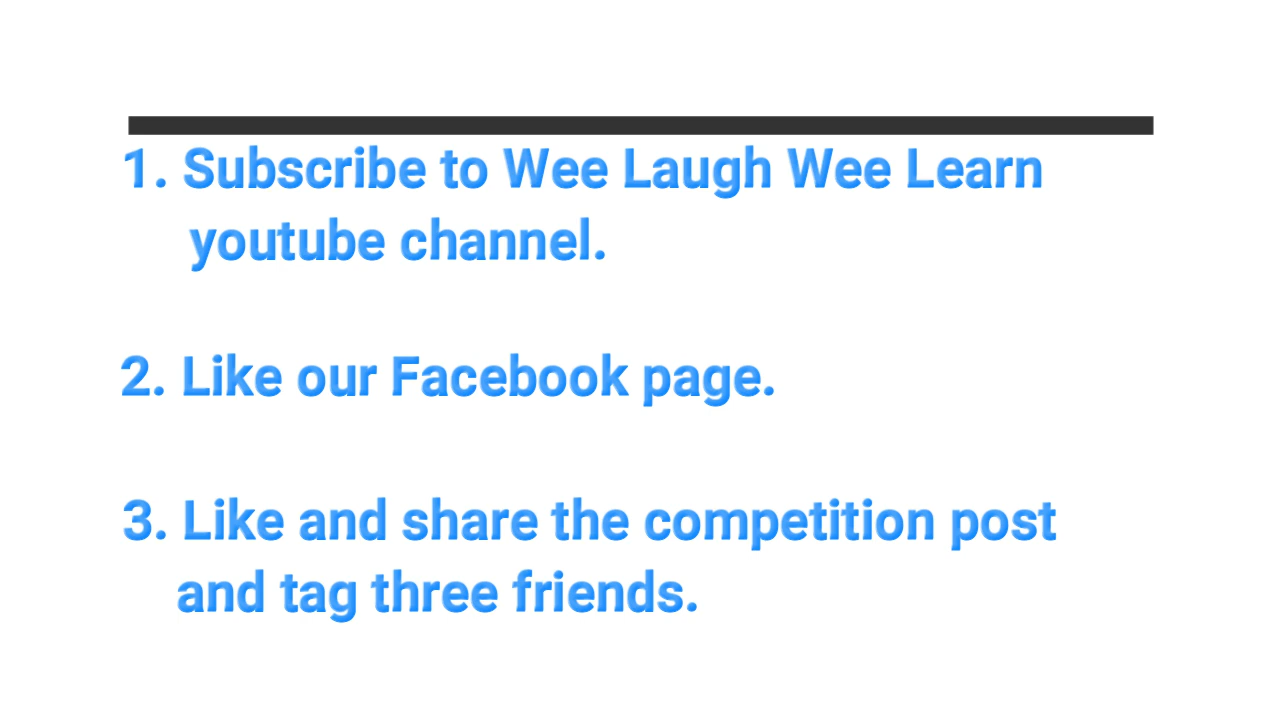 1. Subscribe to Wee Laugh Wee Learn
youtube channel.
2. Like our Facebook page.
3. Like and share the competition post
and tag three friends.